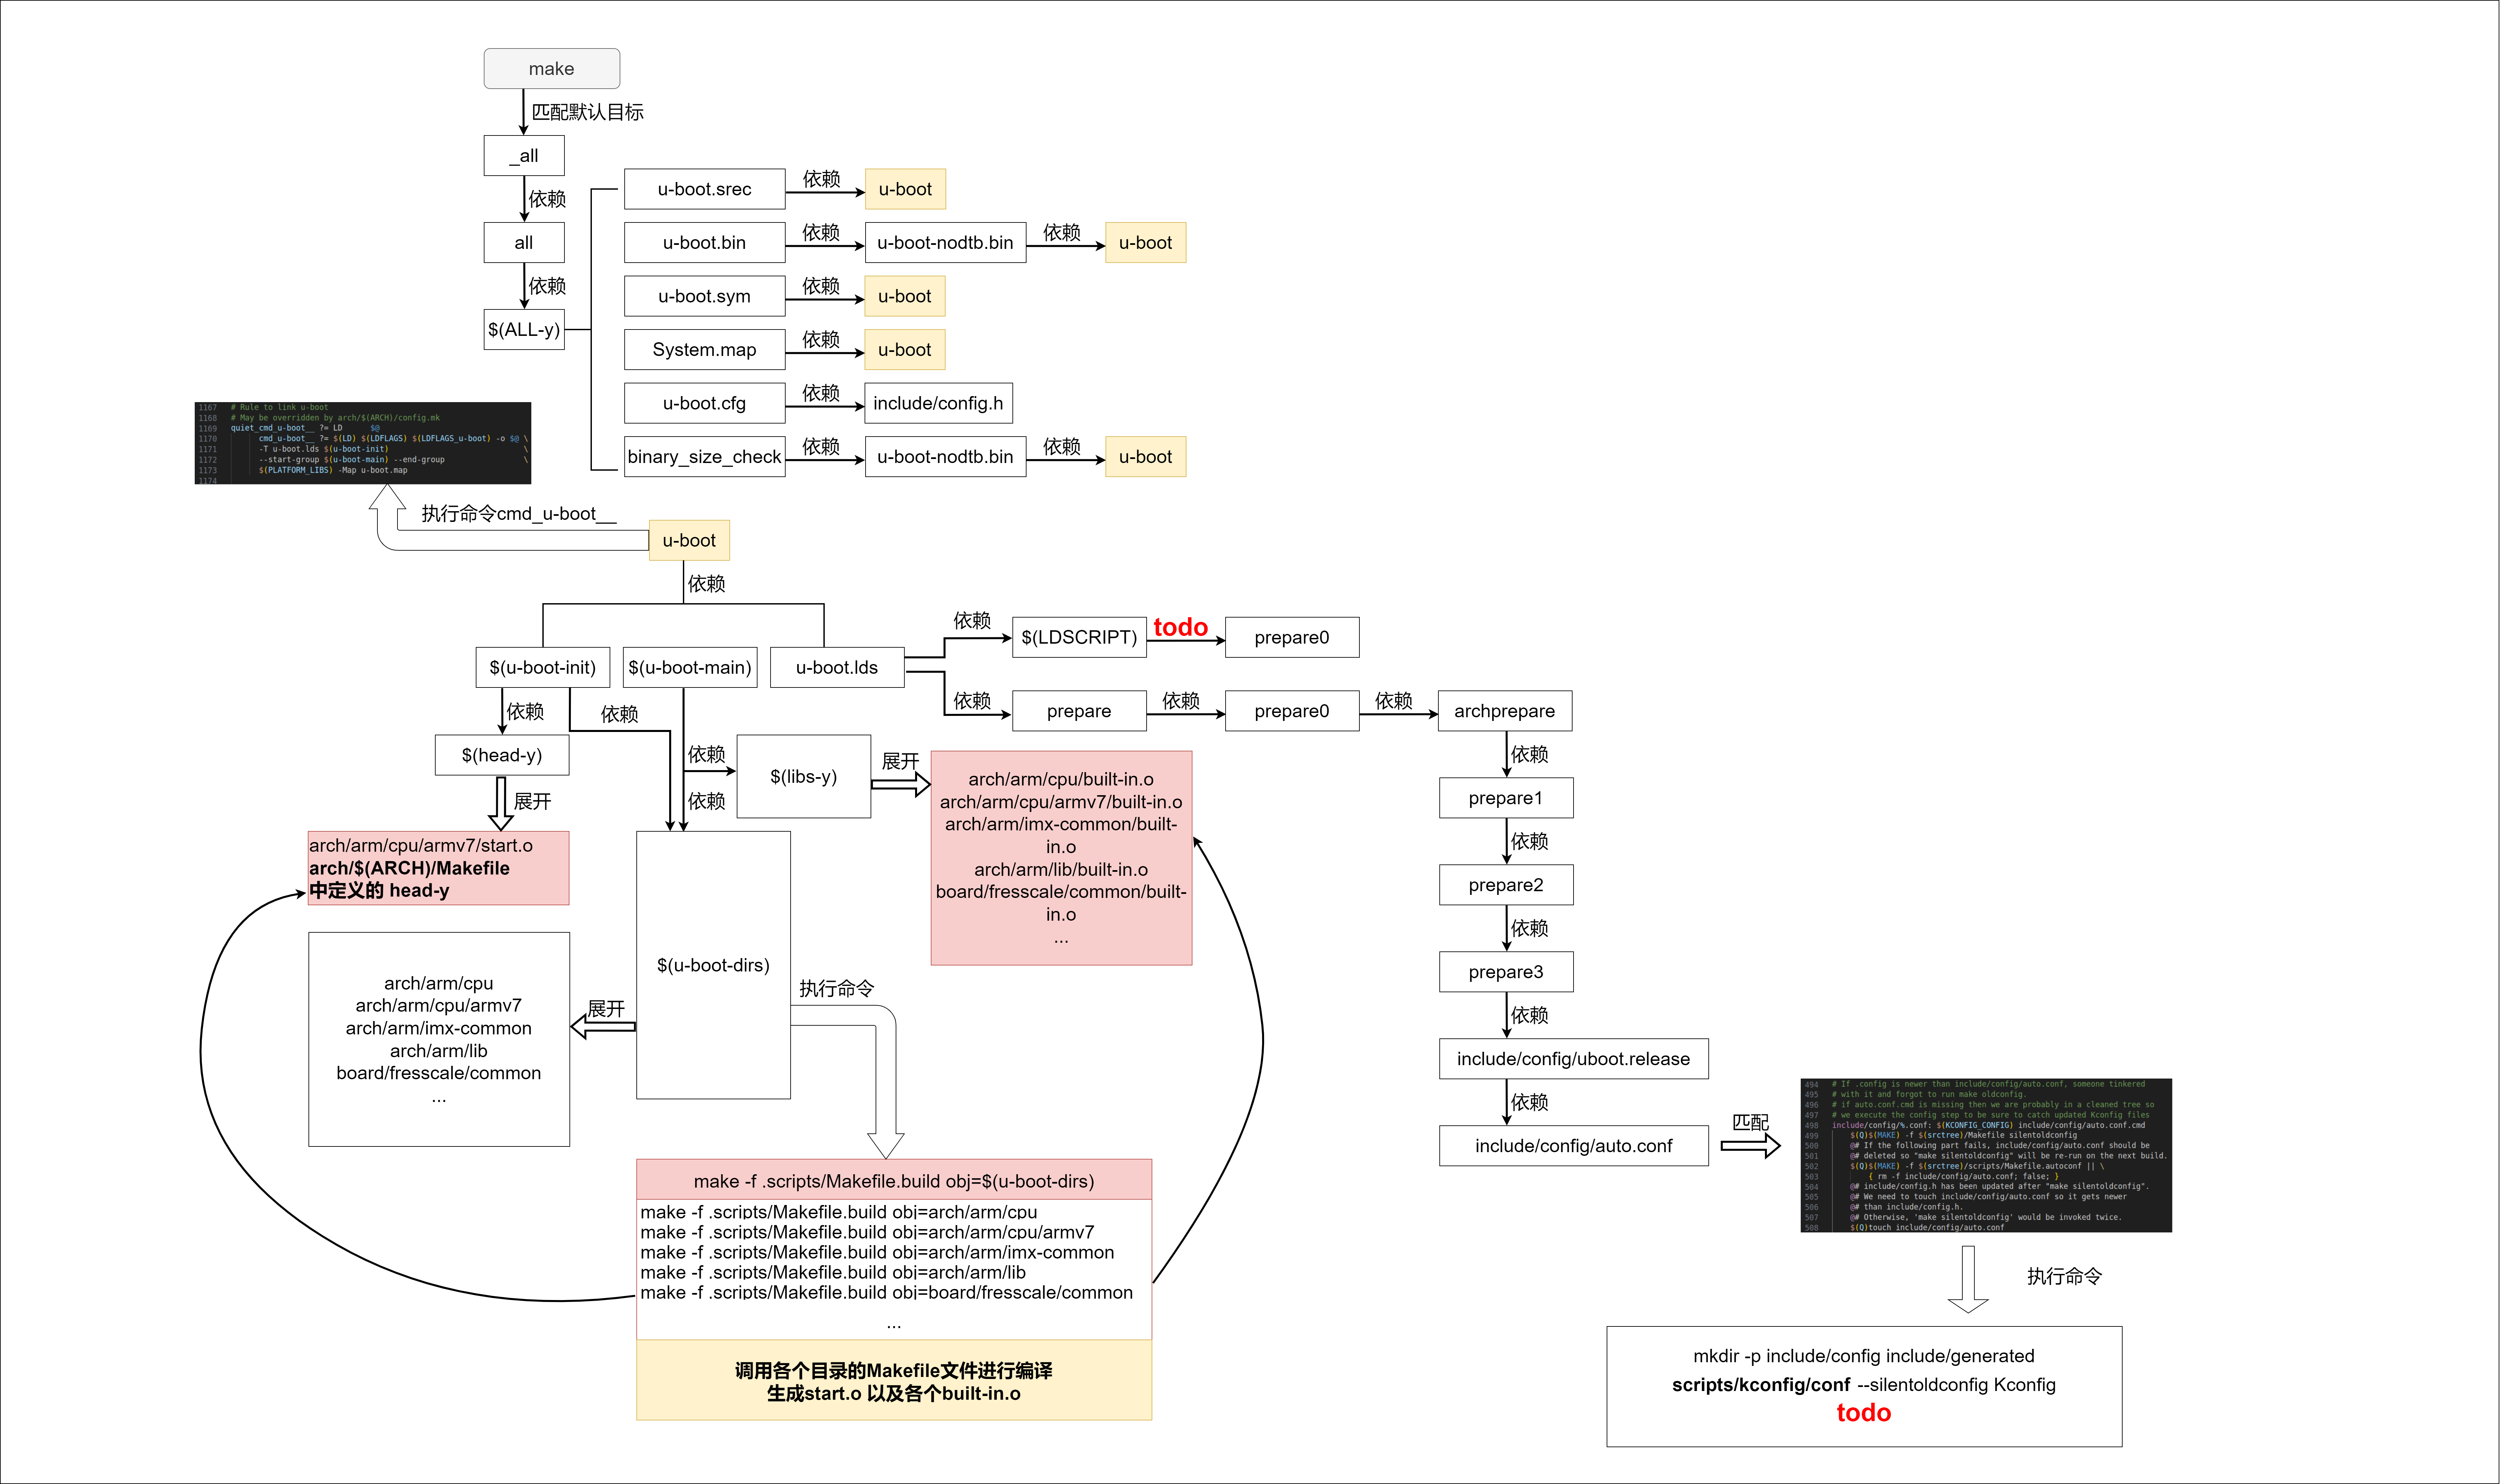 make
匹配默认目标
_all
依赖
all
依赖
$(ALL-y)
u-boot.srec
依赖
u-boot
u-boot.bin
依赖
u-boot-nodtb.bin
依赖
u-boot
u-boot.sym
依赖
u-boot
System.map
依赖
u-boot
u-boot.cfg
依赖
include/config.h
binary_size_check
依赖
u-boot-nodtb.bin
依赖
u-boot
1167 # Rule to link u-boot
1168 # May be overridden by arch/$(ARCH)/config.mk
1169 quiet_cmd_u-boot__ ?= LD $@
1170 cmd_u-boot__ ?= $(LD) $(LDFLAGS) $(LDFLAGS_u-boot) -o $@ \
1171 -T u-boot.lds $(u-boot-init) \
1172 --start-group $(u-boot-main) --end-group \
1173 $(PLATFORM_LIBS) -Map u-boot.map
1174
执行命令cmd_u-boot__
u-boot
依赖
$(u-boot-init)
$(u-boot-main)
u-boot.lds
依赖
$(LDSCRIPT)
todo
prepare0
依赖
prepare
依赖
prepare0
依赖
archprepare
依赖
prepare1
依赖
prepare2
依赖
prepare3
依赖
include/config/uboot.release
依赖
include/config/auto.conf
匹配
494 # If .config is newer than include/config/auto.conf, someone tinkered
495 # with it and forgot to run make oldconfig.
496 # if auto.conf.cmd is missing then we are probably in a cleaned tree so
497 # we execute the config step to be sure to catch updated Kconfig files
498 include/config/%.conf: $(KCONFIG_CONFIG) include/config/auto.conf.cmd
499 $(Q)$(MAKE) -f $(srctree)/Makefile silentoldconfig
500 @# If the following part fails, include/config/auto.conf should be
501 @# deleted so "make silentoldconfig" will be re-run on the next build.
502 $(Q)$(MAKE) -f $(srctree)/scripts/Makefile.autoconf || \
503 { rm -f include/config/auto.conf; false; }
504 @# include/config.h has been updated after "make silentoldconfig".
505 @# We need to touch include/config/auto.conf so it gets newer
506 @# than include/config.h.
507 @# Otherwise, 'make silentoldconfig' would be invoked twice.
508 $(Q)touch include/config/auto.conf
执行命令
mkdir -p include/config include/generated
scripts/kconfig/conf --silentoldconfig Kconfig
todo
依赖
依赖
$(head-y)
展开
arch/arm/cpu/armv7/start.o
arch/$(ARCH)/Makefile
中定义的 head-y
依赖
$(libs-y)
依赖
展开
arch/arm/cpu/built-in.o
arch/arm/cpu/armv7/built-in.o
arch/arm/imx-common/built-
in.o
arch/arm/lib/built-in.o
board/fresscale/common/built-
in.o
...
$(u-boot-dirs)
展开
arch/arm/cpu
arch/arm/cpu/armv7
arch/arm/imx-common
arch/arm/lib
board/fresscale/common
...
执行命令
make -f .scripts/Makefile.build obj=$(u-boot-dirs)
make -f .scripts/Makefile.build obj=arch/arm/cpu
make -f .scripts/Makefile.build obj=arch/arm/cpu/armv7
make -f .scripts/Makefile.build obj=arch/arm/imx-common
make -f .scripts/Makefile.build obj=arch/arm/lib
make -f .scripts/Makefile.build obj=board/fresscale/common
...
调用各个目录的Makefile文件进行编译
生成start.o 以及各个built-in.o